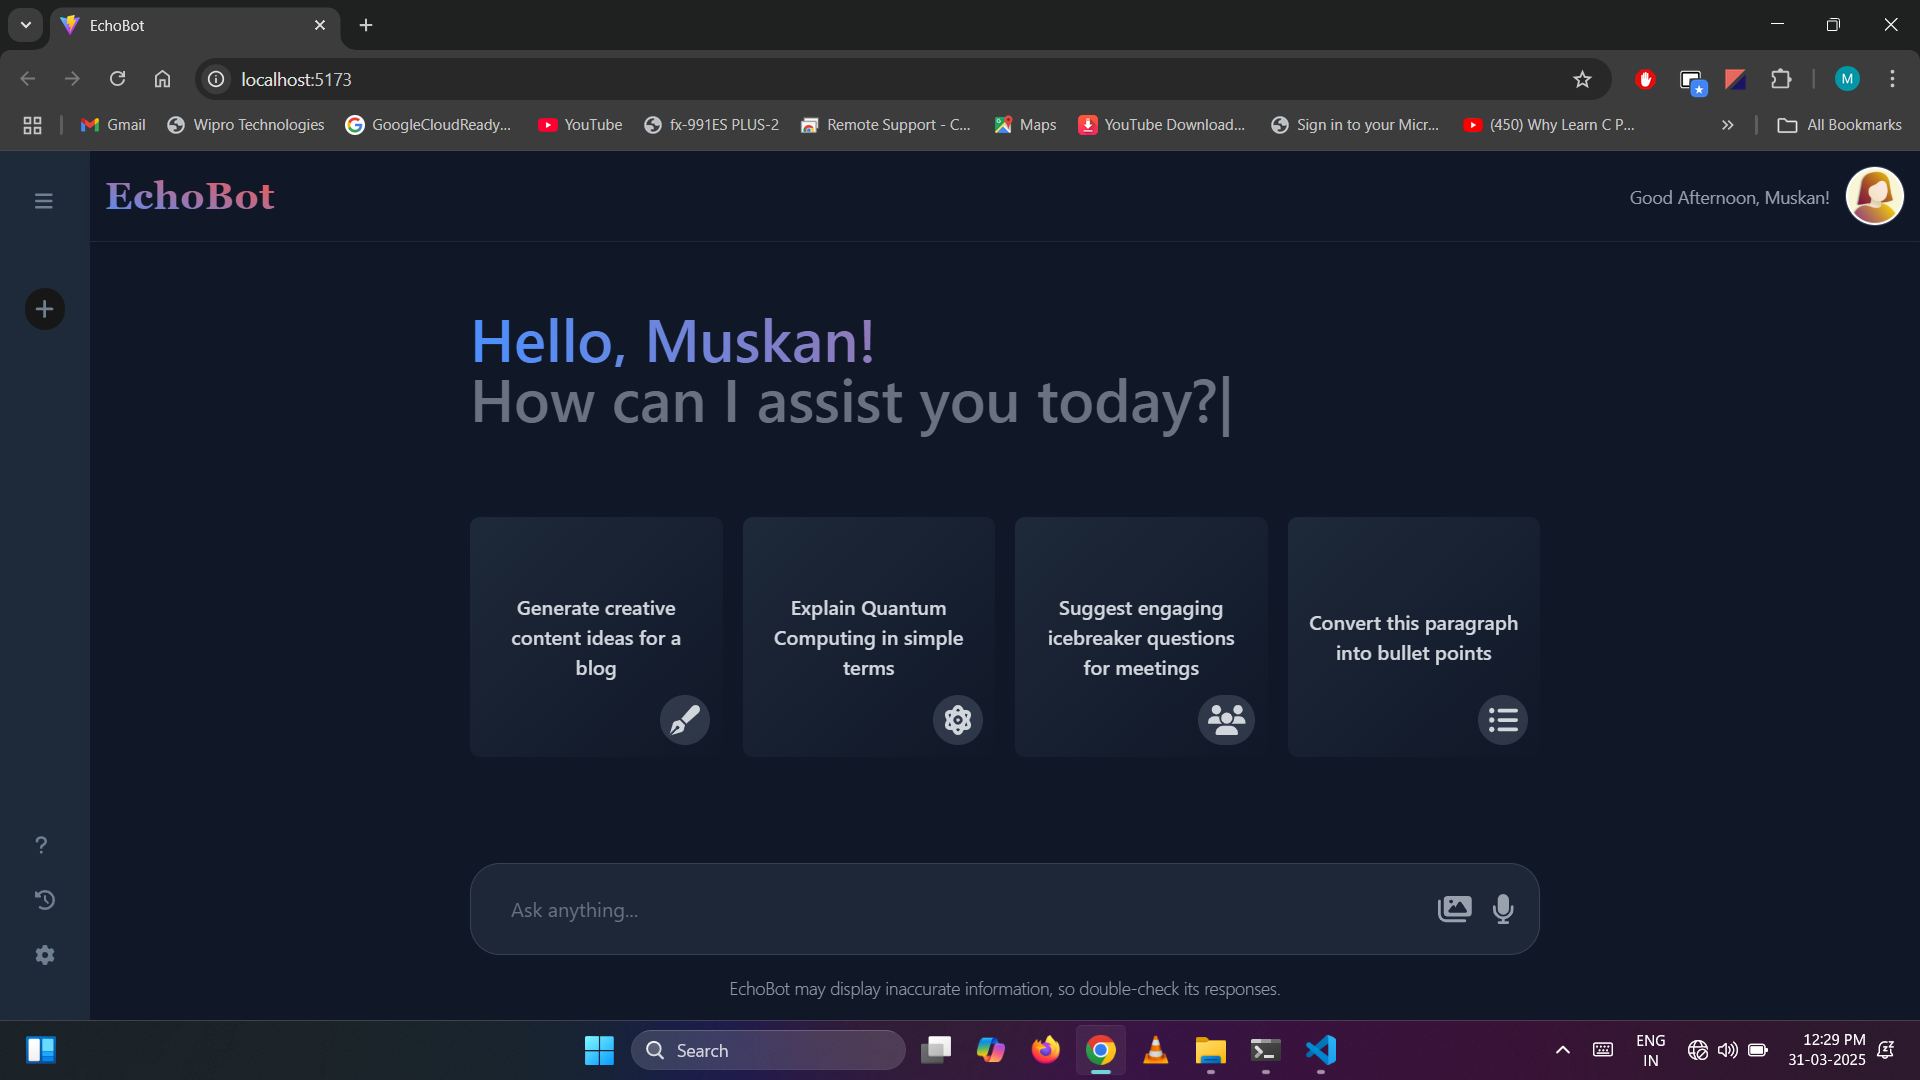 EchoBot
localhost:5173
M
Gmail
Wipro Technologies
GoogleCloudReady...
YouTube
fx-991ES PLUS-2
Remote Support - C...
Maps
YouTube Download...
Sign in to your Micr...
(450) Why Learn C P...
All Bookmarks
EchoBot
Good Afternoon, Muskan!
Hello, Muskan!
How can I assist you today?|
Generate creative
content ideas for a
blog
Explain Quantum
Computing in simple
terms
Suggest engaging
icebreaker questions
for meetings
Convert this paragraph
into bullet points
Ask anything...
EchoBot may display inaccurate information, so double-check its responses.
Search
ENG
IN
12:29 PM
31-03-2025